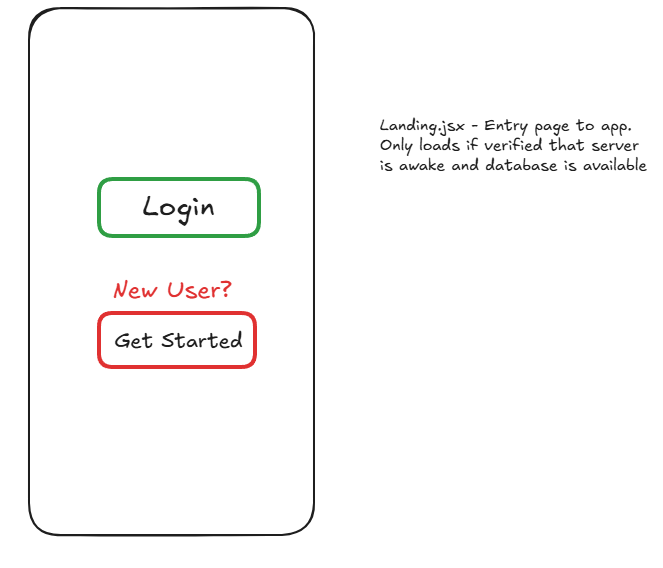 Login
New User?
Get Started
Landing.jsx - Entry page to app.
Only loads if verified that server
is awake and database is available